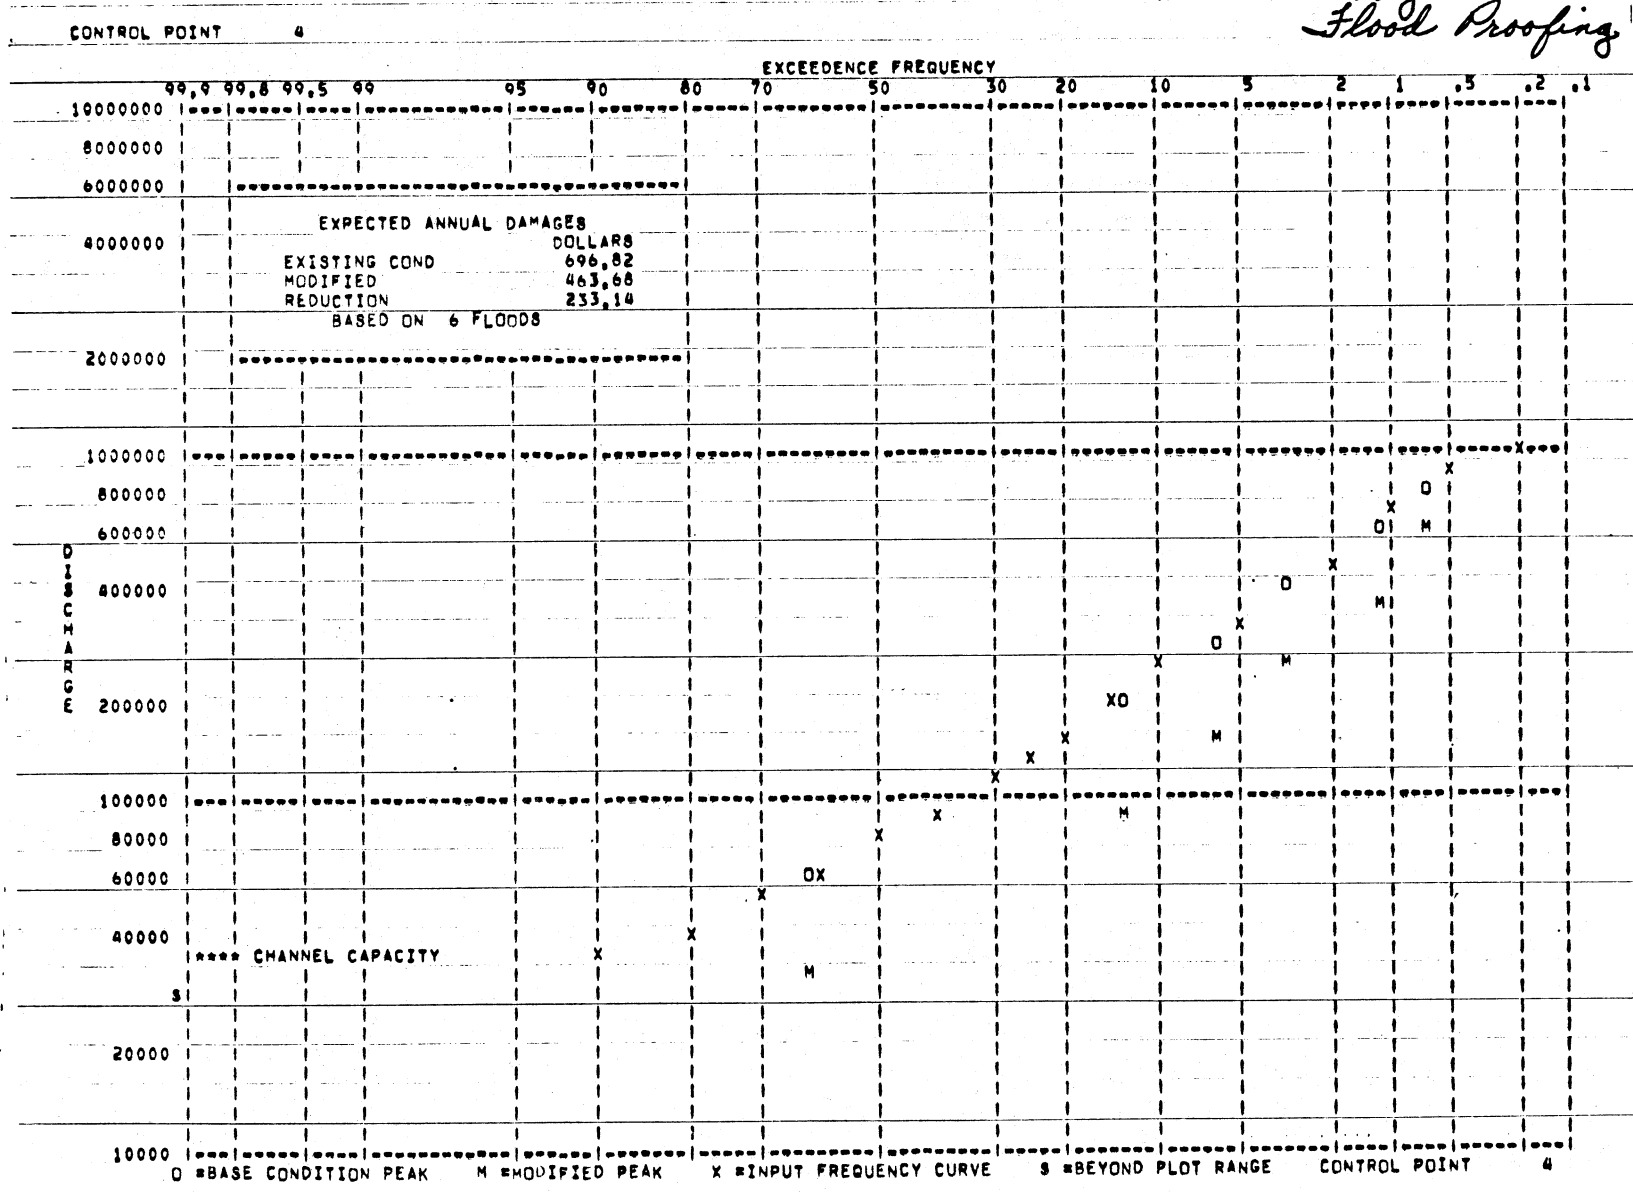 Flood Proofing
CONTROL POINT 4
EXCEEDENCE FREQUENCY
99.9 99.8 99.5 99 95 90 80 70 50 30 20 10 5 2 1 .5 .2 .1
10000000
8000000
6000000
EXPECTED ANNUAL DAMAGES
4000000
DOLLARS
EXISTING COND 696.82
MODIFIED 463.68
REDUCTION 233.14
BASED ON 6 FLOODS
2000000
1000000
800000
600000
DISCHARGE
400000
200000
100000
80000
60000
40000
**** CHANNEL CAPACITY
S
20000
10000
O =BASE CONDITION PEAK M =MODIFIED PEAK X =INPUT FREQUENCY CURVE S =BEYOND PLOT RANGE CONTROL POINT 4